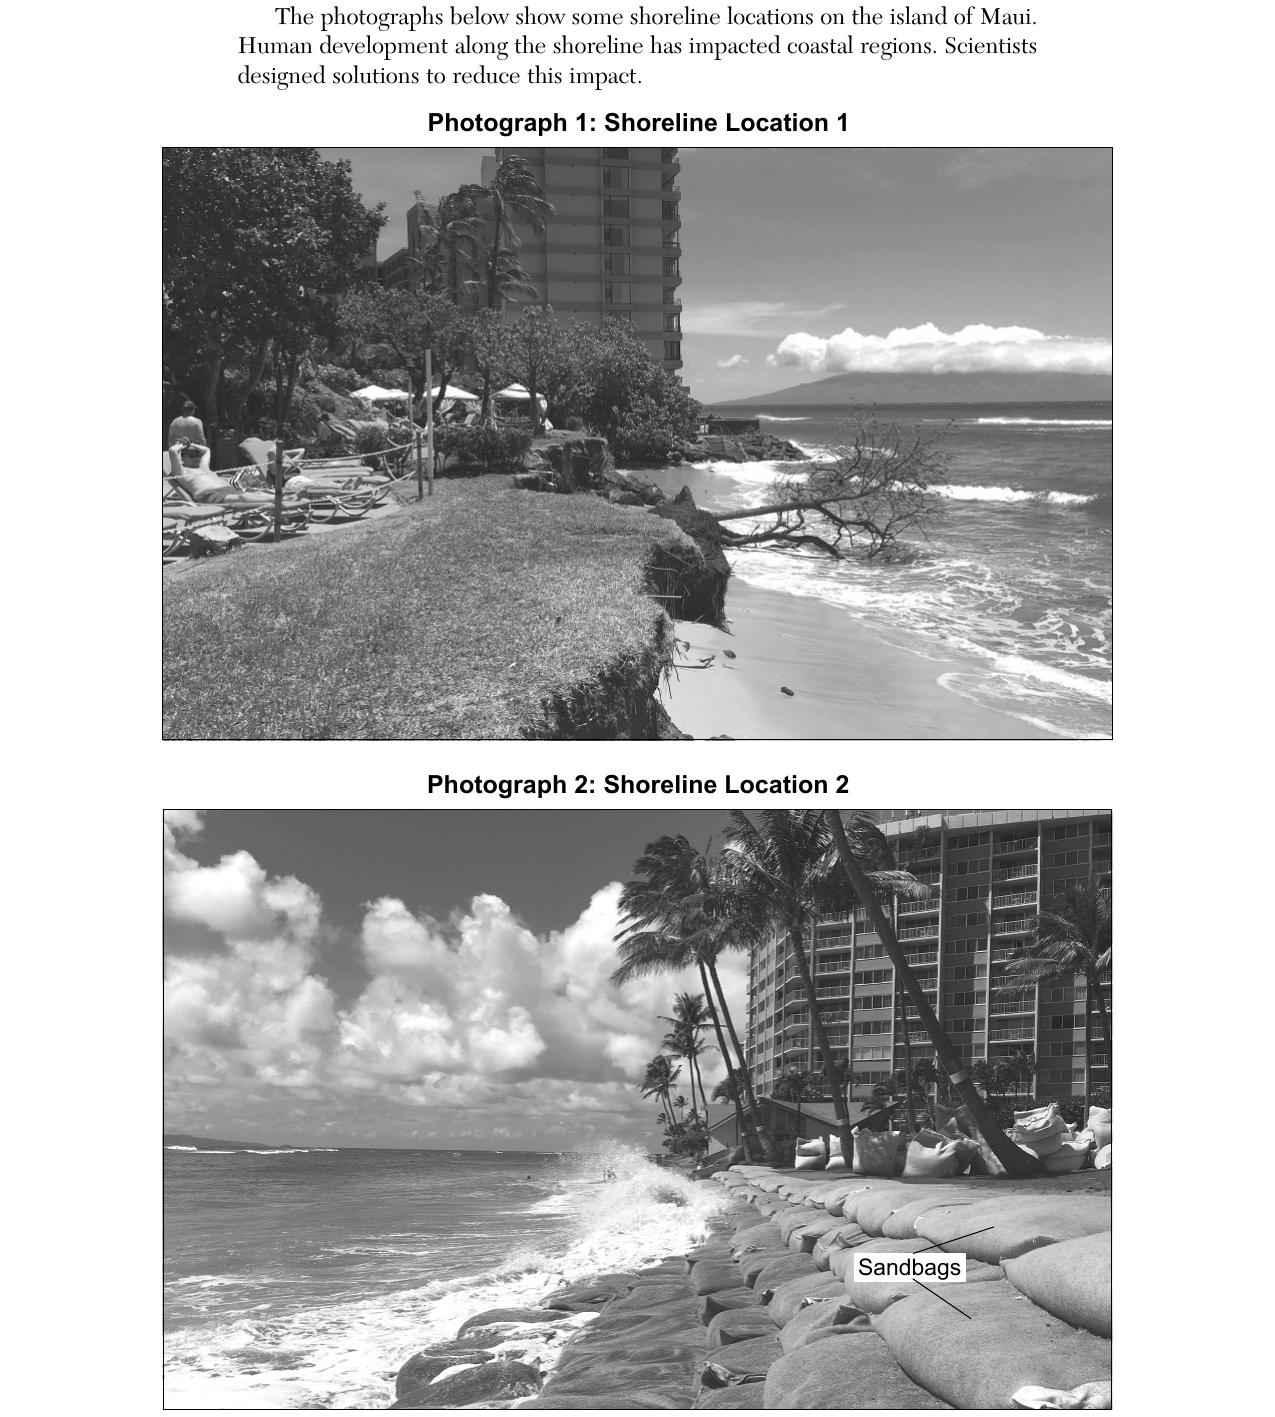 The photographs below show some shoreline locations on the island of Maui.
Human development along the shoreline has impacted coastal regions. Scientists
designed solutions to reduce this impact.
Photograph 1: Shoreline Location 1
Photograph 2: Shoreline Location 2
Sandbags